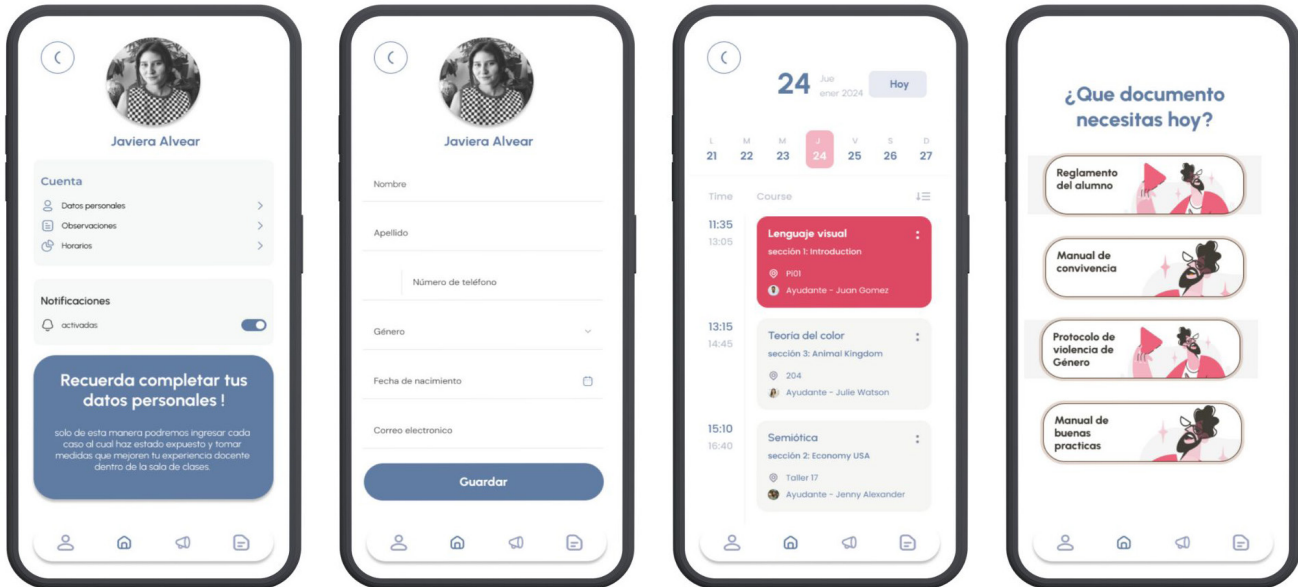 Javiera Alvear
Cuenta
Datos personales
Observaciones
Horarios
Notificaciones
activadas
Recuerda completar tus
datos personales !
solo de esta manera podremos ingresar cada
caso al cual haz estado expuesto y tomar
medidas que mejoren tu experiencia docente
dentro de la sala de clases.
Javiera Alvear
Nombre
Apellido
Número de teléfono
Género
Fecha de nacimiento
Correo electronico
Guardar
24
Jue
ener 2024
Hoy
L M M J V S D
21 22 23 24 25 26 27
Time Course
11:35
13:05
Lenguaje visual
sección 1: Introduction
PI01
Ayudante - Juan Gomez
13:15
14:45
Teoria del color
sección 3: Animal Kingdom
204
Ayudante - Julie Watson
15:10
16:40
Semiótica
sección 2: Economy USA
Taller 17
Ayudante - Jenny Alexander
¿Que documento
necesitas hoy?
Reglamento
del alumno
Manual de
convivencia
Protocolo de
violencia de
Género
Manual de
buenas
practicas